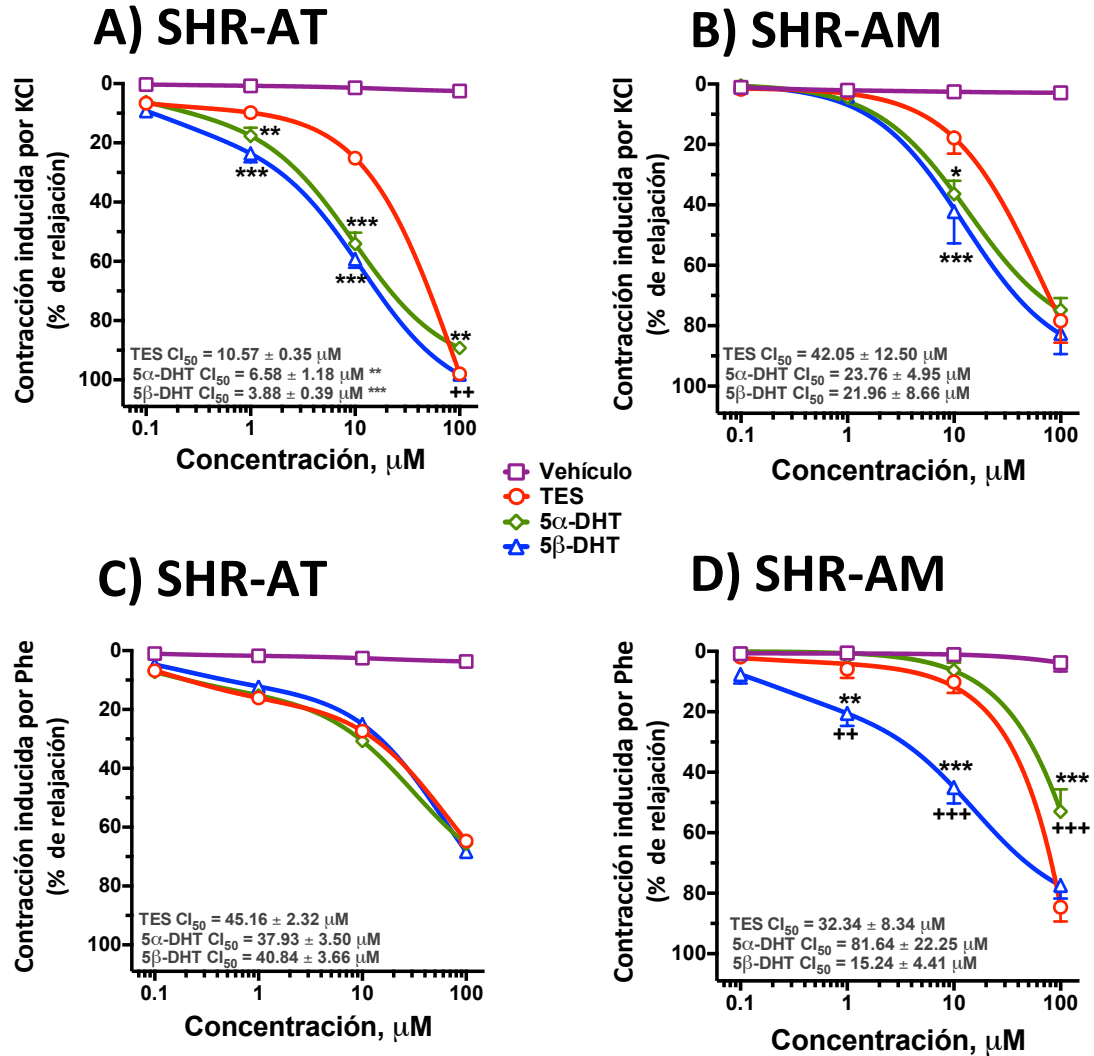 A) SHR-AT
Contracción inducida por KCl
(% de relajación)
0
20
40
60
80
100
**
***
***
***
**
++
TES CI50 = 10.57 ± 0.35 μM
5α-DHT CI50 = 6.58 ± 1.18 μM **
5β-DHT CI50 = 3.88 ± 0.39 μM ***
0.1
1
10
100
Concentración, μM
B) SHR-AM
Contracción inducida por KCl
(% de relajación)
0
20
40
60
80
100
*
***
TES CI50 = 42.05 ± 12.50 μM
5α-DHT CI50 = 23.76 ± 4.95 μM
5β-DHT CI50 = 21.96 ± 8.66 μM
0.1
1
10
100
Concentración, μM
Vehículo
TES
5α-DHT
5β-DHT
C) SHR-AT
Contracción inducida por Phe
(% de relajación)
0
20
40
60
80
100
TES CI50 = 45.16 ± 2.32 μM
5α-DHT CI50 = 37.93 ± 3.50 μM
5β-DHT CI50 = 40.84 ± 3.66 μM
0.1
1
10
100
Concentración, μM
D) SHR-AM
Contracción inducida por Phe
(% de relajación)
0
20
40
60
80
100
**
++
***
+++
***
+++
TES CI50 = 32.34 ± 8.34 μM
5α-DHT CI50 = 81.64 ± 22.25 μM
5β-DHT CI50 = 15.24 ± 4.41 μM
0.1
1
10
100
Concentración, μM